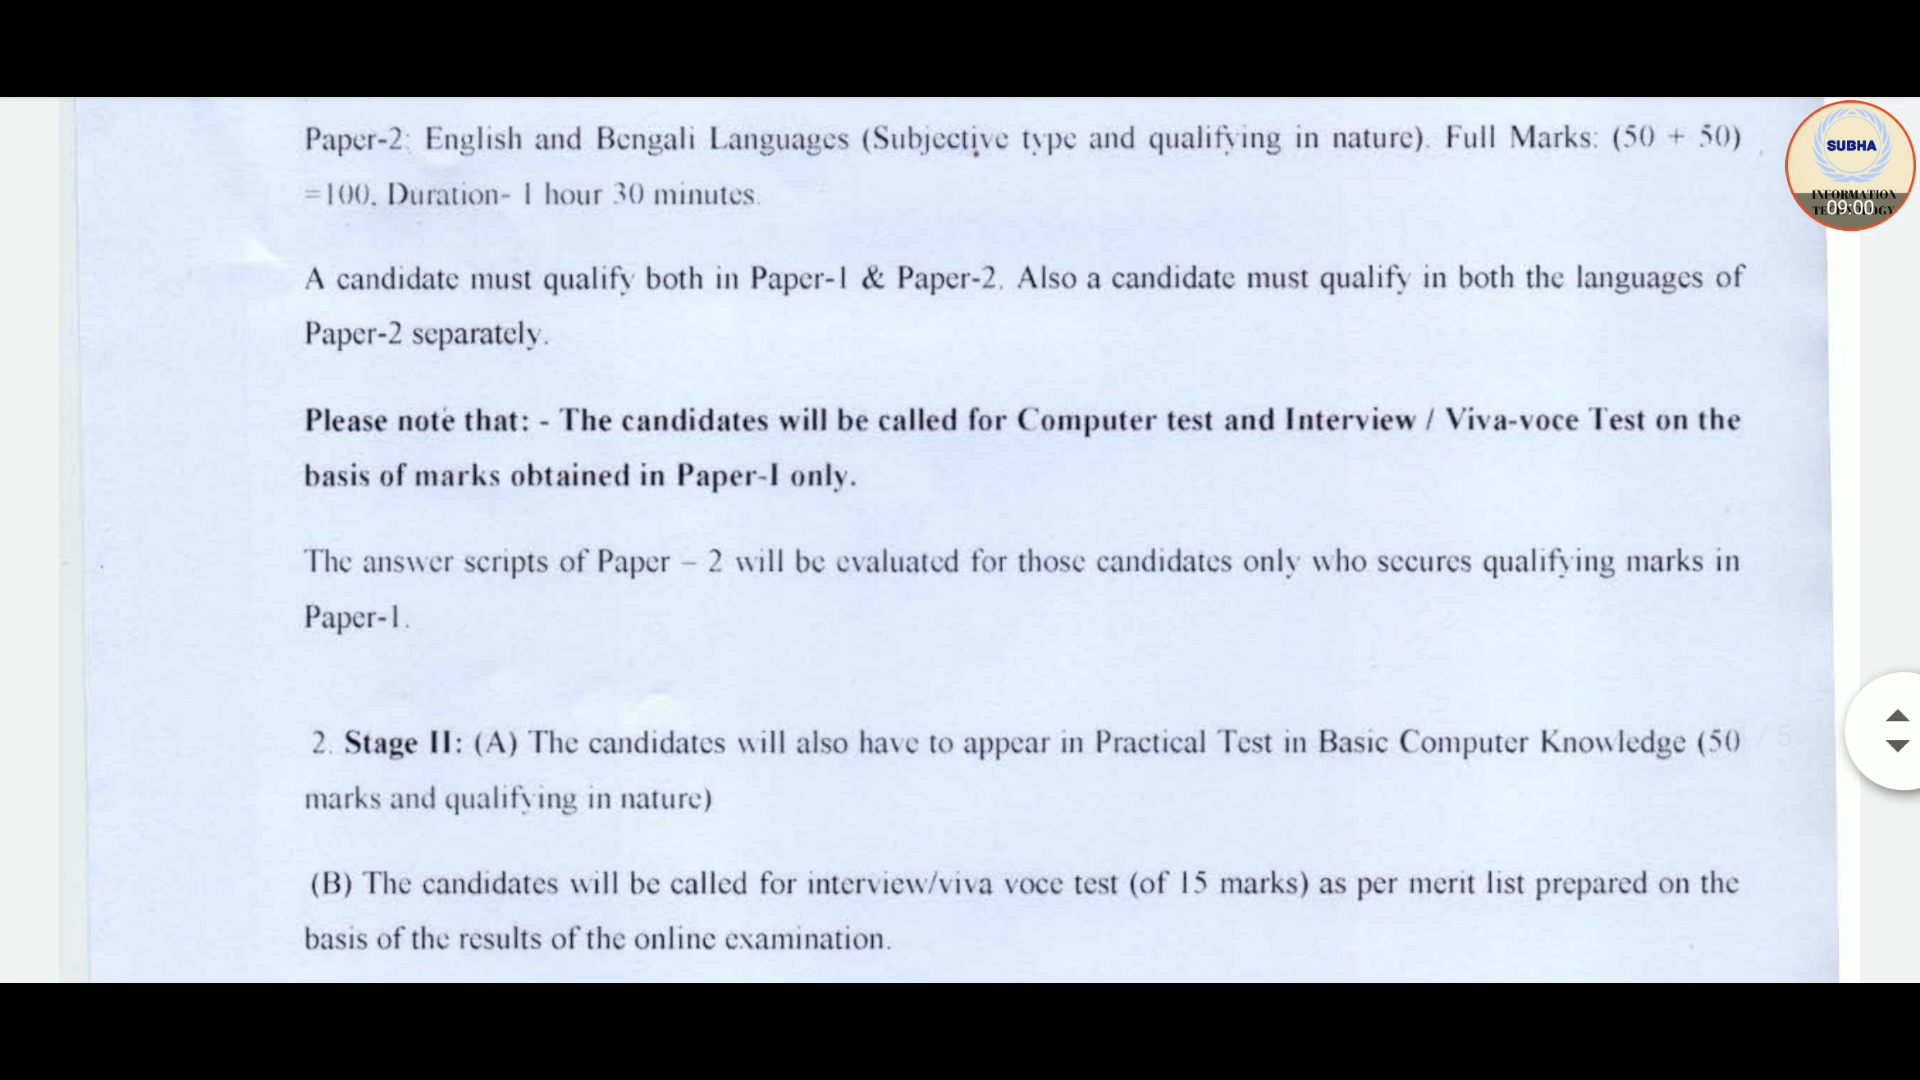 Paper-2: English and Bengali Languages (Subjective type and qualifying in nature). Full Marks: (50 + 50)
=100. Duration- 1 hour 30 minutes.
A candidate must qualify both in Paper-1 & Paper-2. Also a candidate must qualify in both the languages of
Paper-2 separately.
Please note that: - The candidates will be called for Computer test and Interview / Viva-voce Test on the
basis of marks obtained in Paper-I only.
The answer scripts of Paper – 2 will be evaluated for those candidates only who secures qualifying marks in
Paper-1.
2. Stage II: (A) The candidates will also have to appear in Practical Test in Basic Computer Knowledge (50
marks and qualifying in nature)
(B) The candidates will be called for interview/viva voce test (of 15 marks) as per merit list prepared on the
basis of the results of the online examination.
SUBHA
INFORMATION
09:00